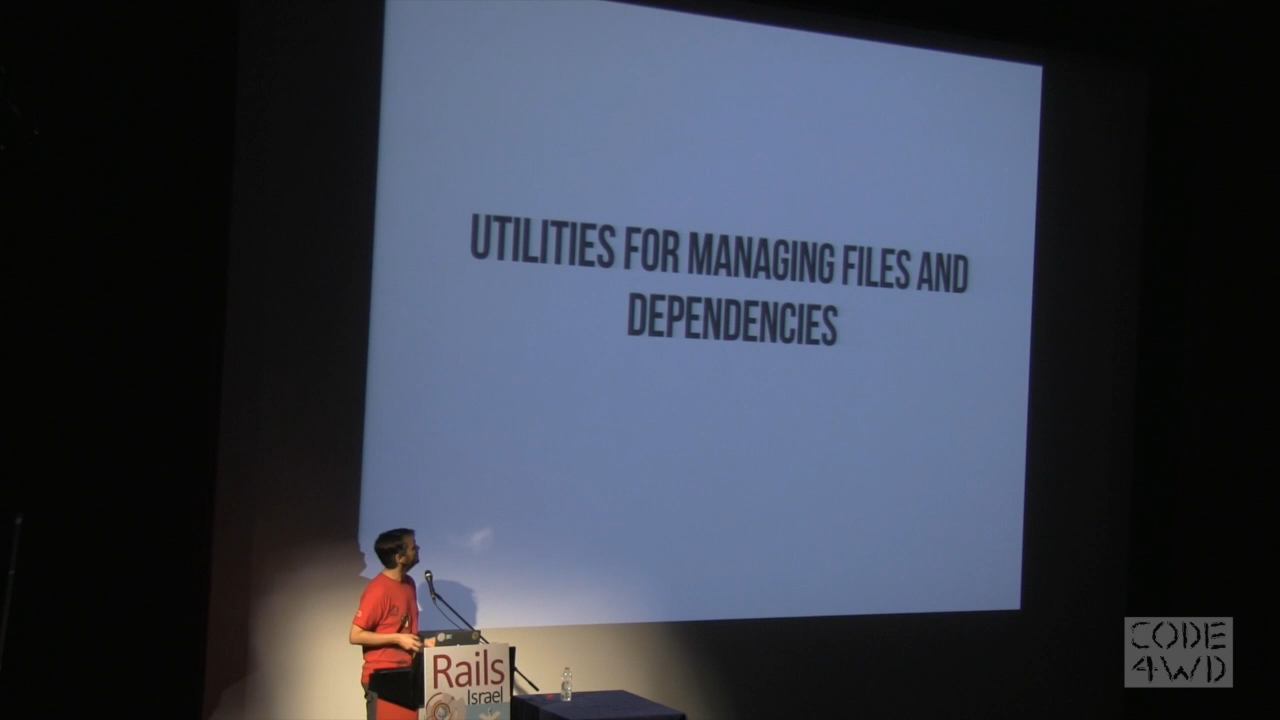 UTILITIES FOR MANAGING FILES AND
DEPENDENCIES
Rails
Israel
CODE
4WD